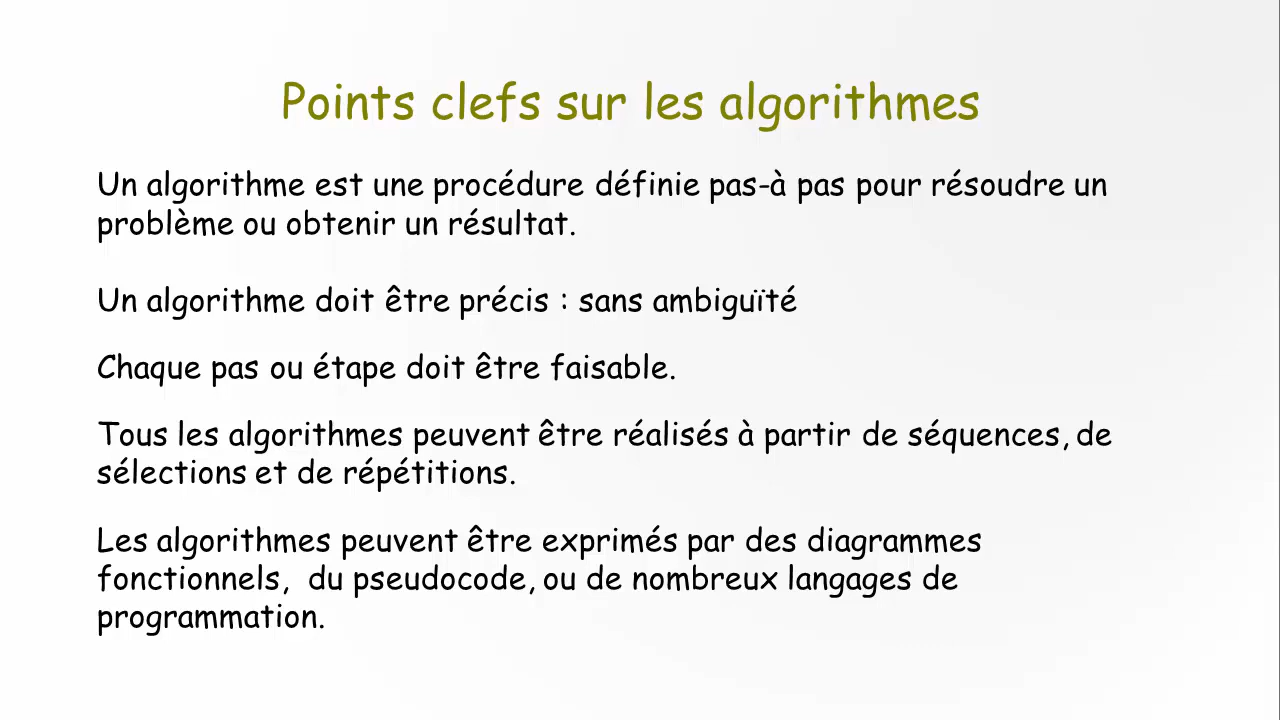 Points clefs sur les algorithmes
Un algorithme est une procédure définie pas-à pas pour résoudre un
problème ou obtenir un résultat.
Un algorithme doit être précis : sans ambiguïté
Chaque pas ou étape doit être faisable.
Tous les algorithmes peuvent être réalisés à partir de séquences, de
sélections et de répétitions.
Les algorithmes peuvent être exprimés par des diagrammes
fonctionnels,  du pseudocode, ou de nombreux langages de
programmation.